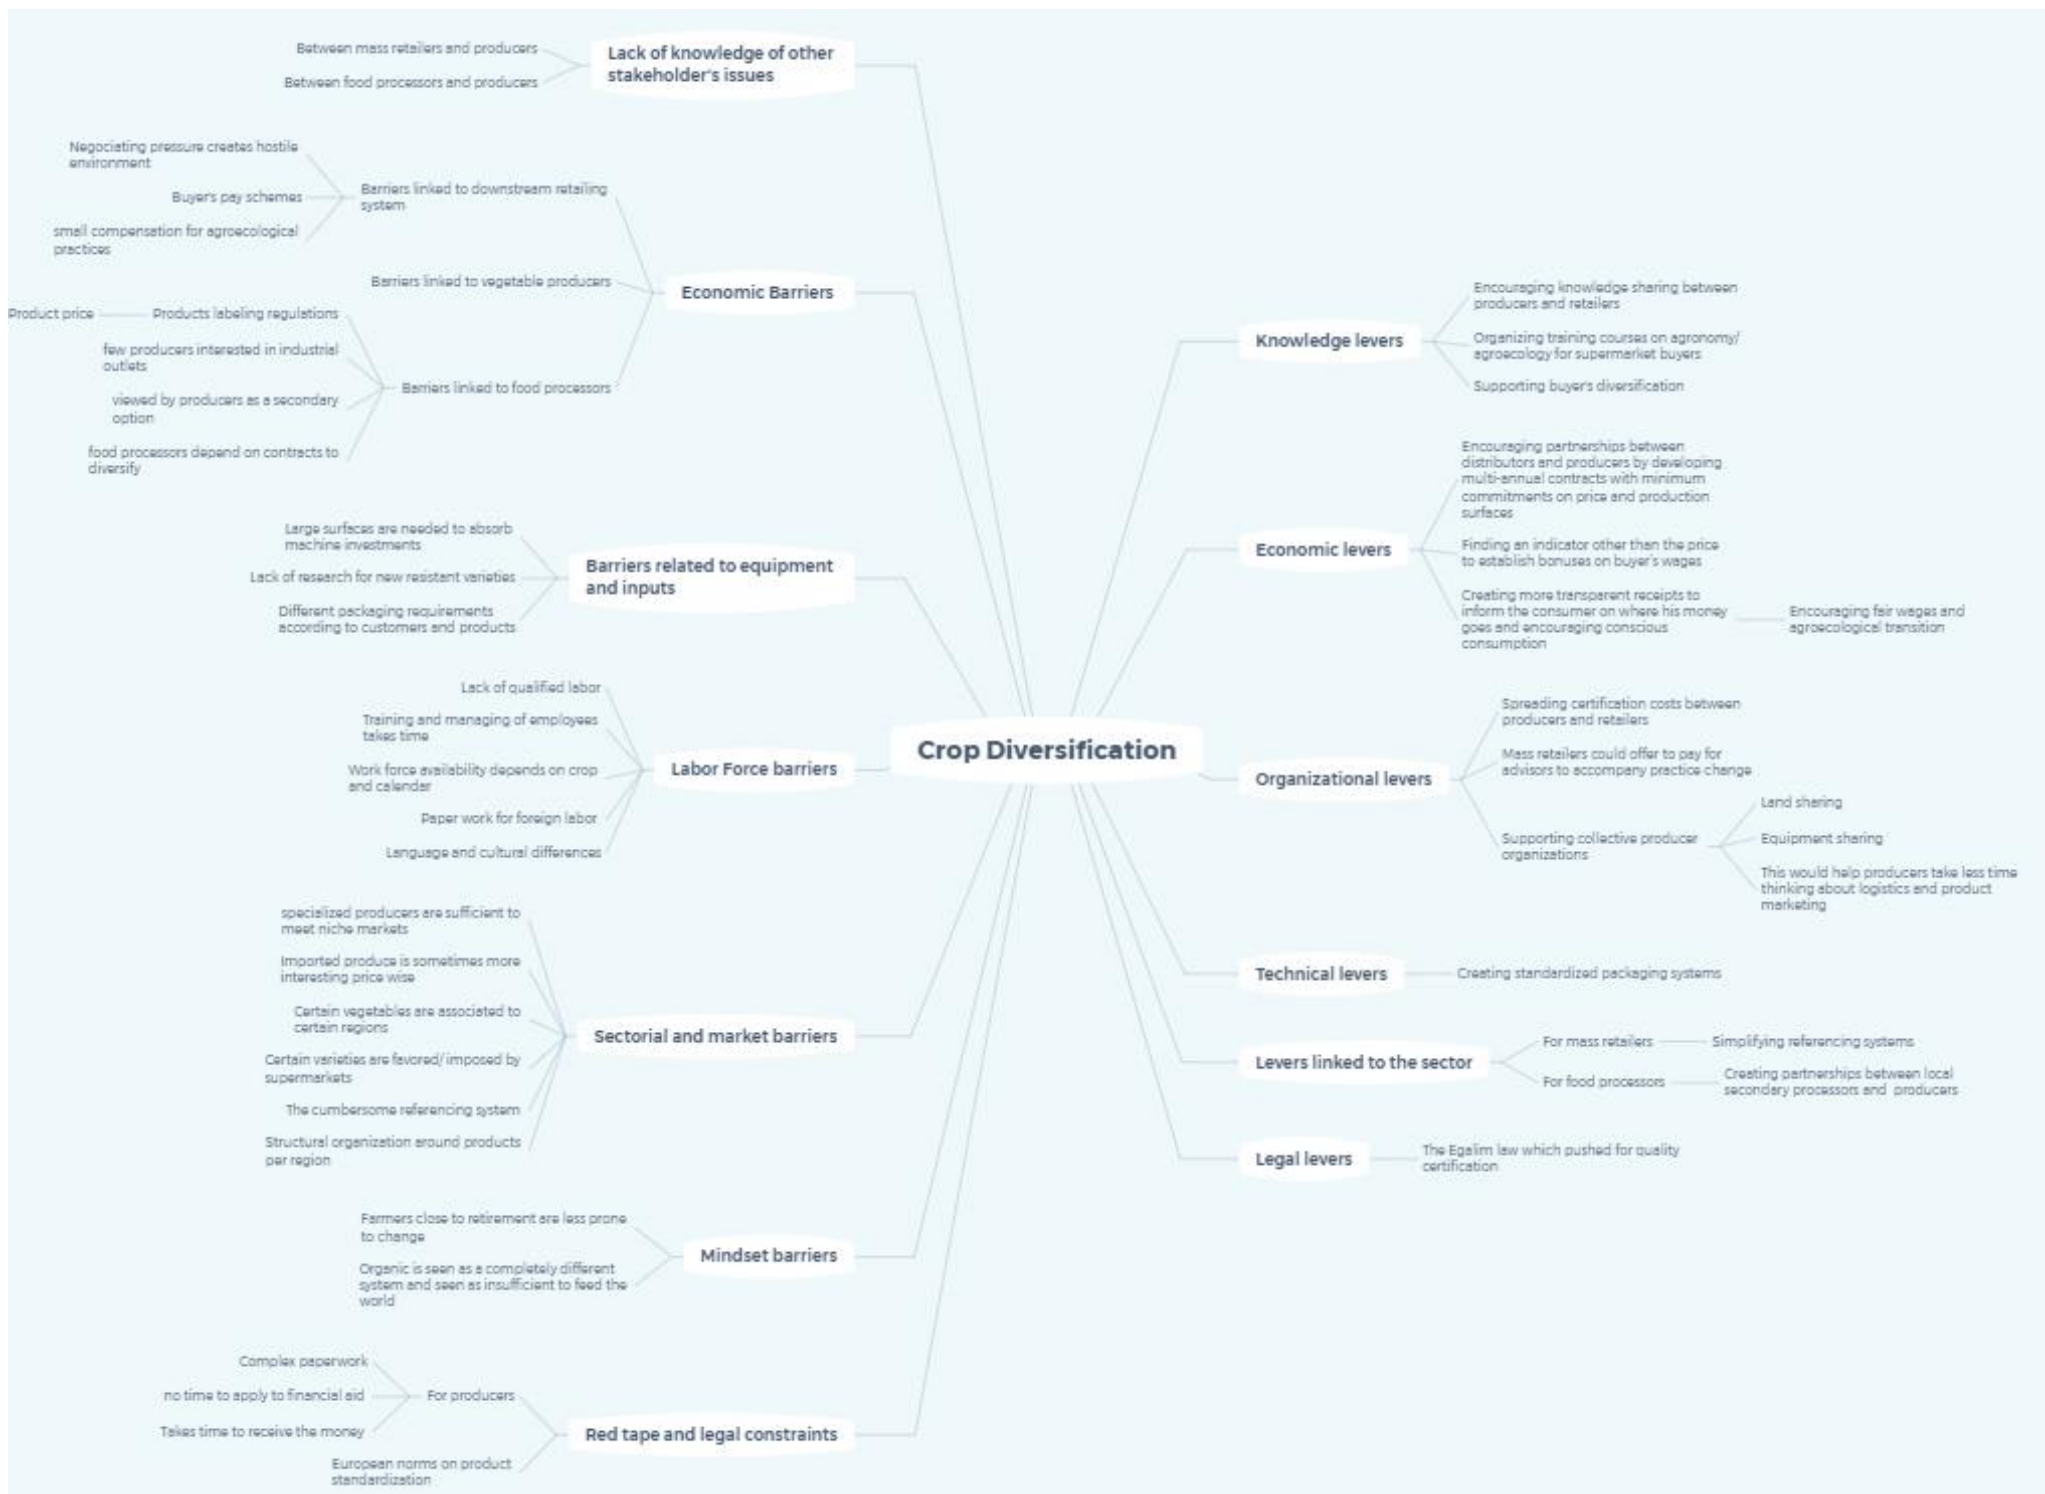 Between mass retailers and producers
Between food processors and producers
Lack of knowledge of other
stakeholder's issues
Negociating pressure creates hostile
environment
Buyer's pay schemes
small compensation for agroecological
practices
Barriers linked to downstream retailing
system
Barriers linked to vegetable producers
Product price
Products labeling regulations
few producers interested in industrial
outlets
viewed by producers as a secondary
option
food processors depend on contracts to
diversify
Barriers linked to food processors
Economic Barriers
Large surfaces are needed to absorb
machine investments
Lack of research for new resistant varieties
Different packaging requirements
according to customers and products
Barriers related to equipment
and inputs
Lack of qualified labor
Training and managing of employees
takes time
Work force availability depends on crop
and calendar
Paper work for foreign labor
Language and cultural differences
Labor Force barriers
specialized producers are sufficient to
meet niche markets
Imported produce is sometimes more
interesting price wise
Certain vegetables are associated to
certain regions
Certain varieties are favored/ imposed by
supermarkets
The cumbersome referencing system
Structural organization around products
per region
Sectorial and market barriers
Farmers close to retirement are less prone
to change
Organic is seen as a completely different
system and seen as insufficient to feed the
world
Mindset barriers
Complex paperwork
no time to apply to financial aid
Takes time to receive the money
For producers
European norms on product
standardization
Red tape and legal constraints
Crop Diversification
Knowledge levers
Encouraging knowledge sharing between
producers and retailers
Organizing training courses on agronomy/
agroecology for supermarket buyers
Supporting buyer's diversification
Economic levers
Encouraging partnerships between
distributors and producers by developing
multi-annual contracts with minimum
commitments on price and production
surfaces
Finding an indicator other than the price
to establish bonuses on buyer's wages
Creating more transparent receipts to
inform the consumer on where his money
goes and encouraging conscious
consumption
Encouraging fair wages and
agroecological transition
Organizational levers
Spreading certification costs between
producers and retailers
Mass retailers could offer to pay for
advisors to accompany practice change
Supporting collective producer
organizations
Land sharing
Equipment sharing
This would help producers take less time
thinking about logistics and product
marketing
Technical levers
Creating standardized packaging systems
Levers linked to the sector
For mass retailers
Simplifying referencing systems
For food processors
Creating partnerships between local
secondary processors and producers
Legal levers
The Egalim law which pushed for quality
certification